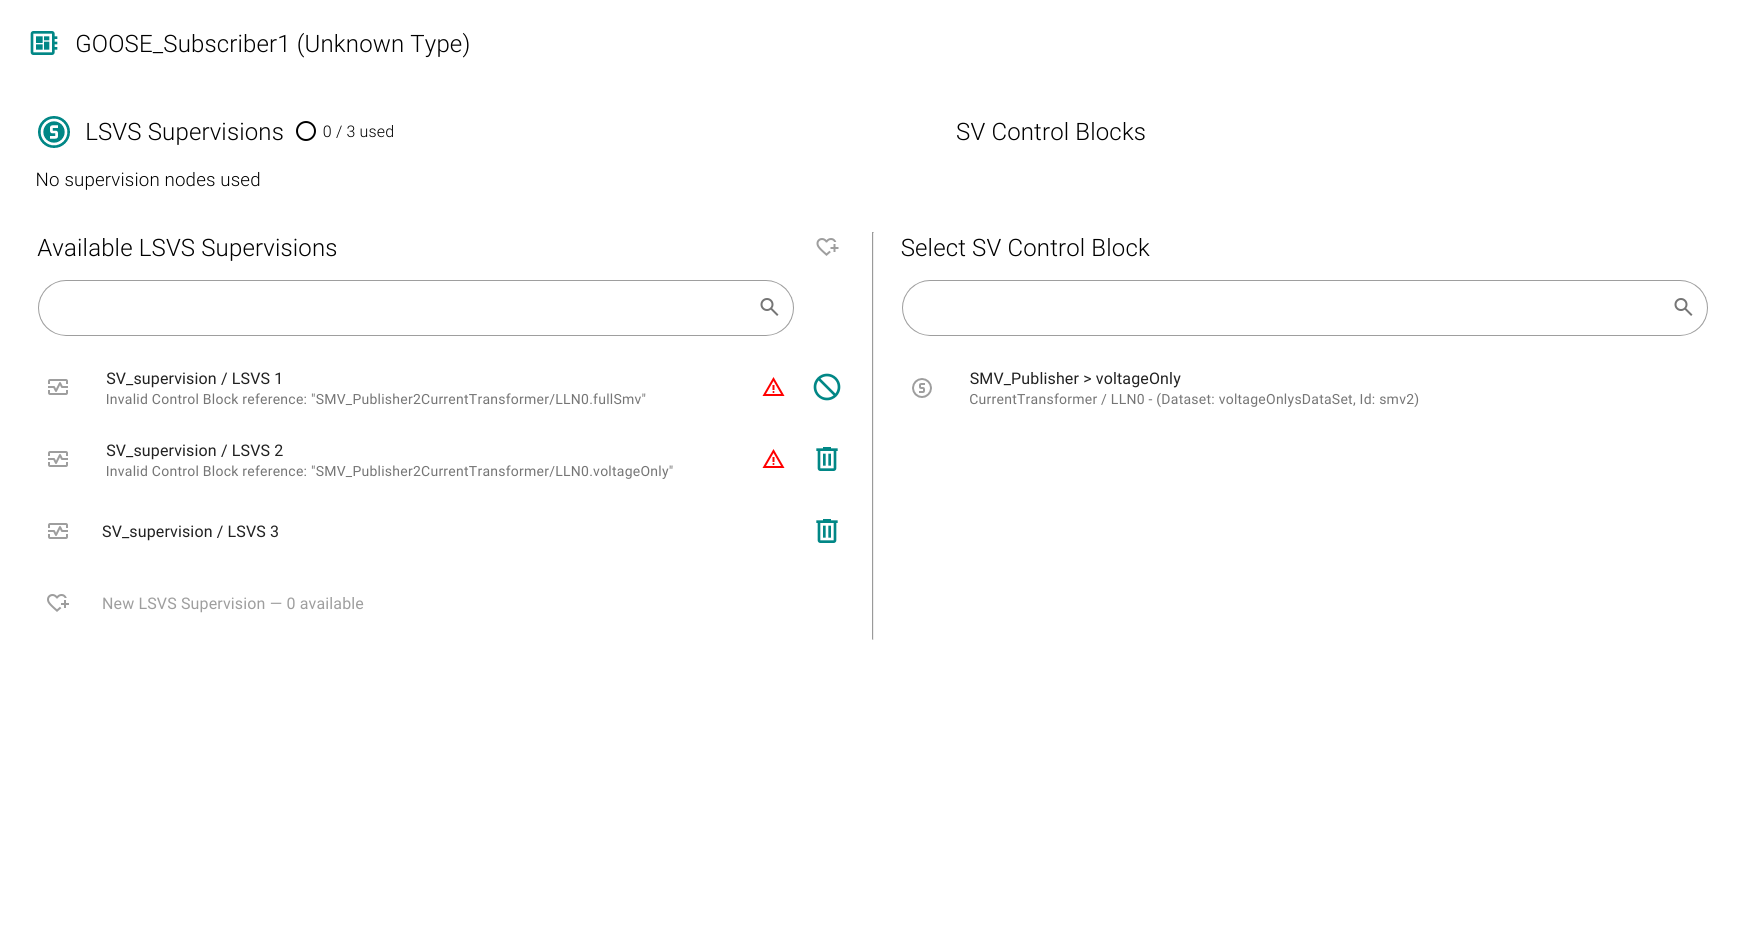 GOOSE_Subscriber1 (Unknown Type)
LSVS Supervisions 0 / 3 used
SV Control Blocks
No supervision nodes used
Available LSVS Supervisions
SV_supervision / LSVS 1
Invalid Control Block reference: "SMV_Publisher2CurrentTransformer/LLN0.fullSmv"
SV_supervision / LSVS 2
Invalid Control Block reference: "SMV_Publisher2CurrentTransformer/LLN0.voltageOnly"
SV_supervision / LSVS 3
New LSVS Supervision — 0 available
Select SV Control Block
SMV_Publisher > voltageOnly
CurrentTransformer / LLN0 - (Dataset: voltageOnlysDataSet, Id: smv2)